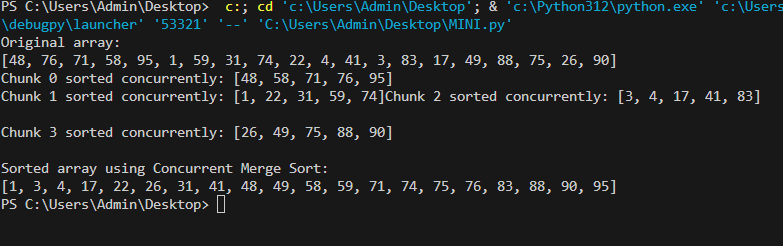 PS C:\Users\Admin\Desktop>  c:; cd 'c:\Users\Admin\Desktop'; & 'c:\Python312\python.exe' 'c:\Users
\debugpy\launcher' '53321' '--' 'C:\Users\Admin\Desktop\MINI.py'
Original array:
[48, 76, 71, 58, 95, 1, 59, 31, 74, 22, 4, 41, 3, 83, 17, 49, 88, 75, 26, 90]
Chunk 0 sorted concurrently: [48, 58, 71, 76, 95]
Chunk 1 sorted concurrently: [1, 22, 31, 59, 74]Chunk 2 sorted concurrently: [3, 4, 17, 41, 83]
Chunk 3 sorted concurrently: [26, 49, 75, 88, 90]
Sorted array using Concurrent Merge Sort:
[1, 3, 4, 17, 22, 26, 31, 41, 48, 49, 58, 59, 71, 74, 75, 76, 83, 88, 90, 95]
PS C:\Users\Admin\Desktop>